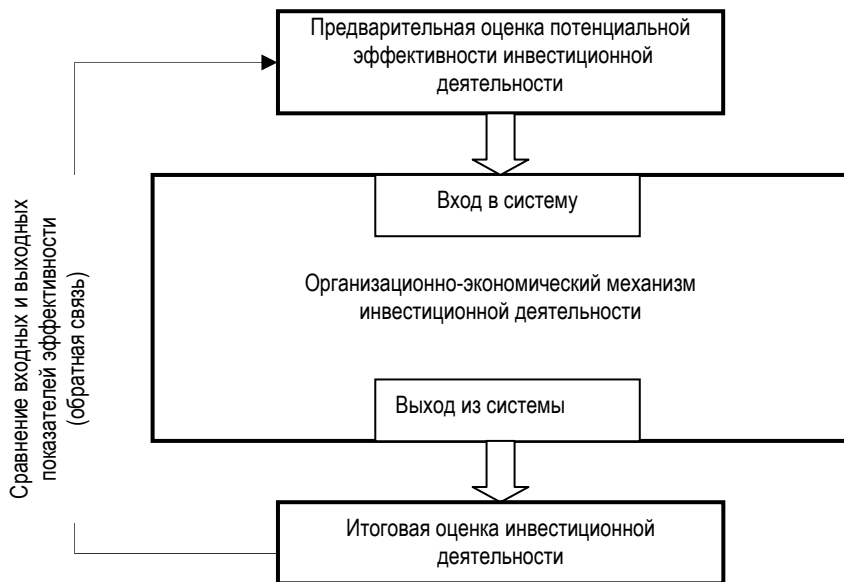 Предварительная оценка потенциальной
эффективности инвестиционной
деятельности
Вход в систему
Организационно-экономический механизм
инвестиционной деятельности
Выход из системы
Итоговая оценка инвестиционной
деятельности
Сравнение входных и выходных
показателей эффективности
(обратная связь)